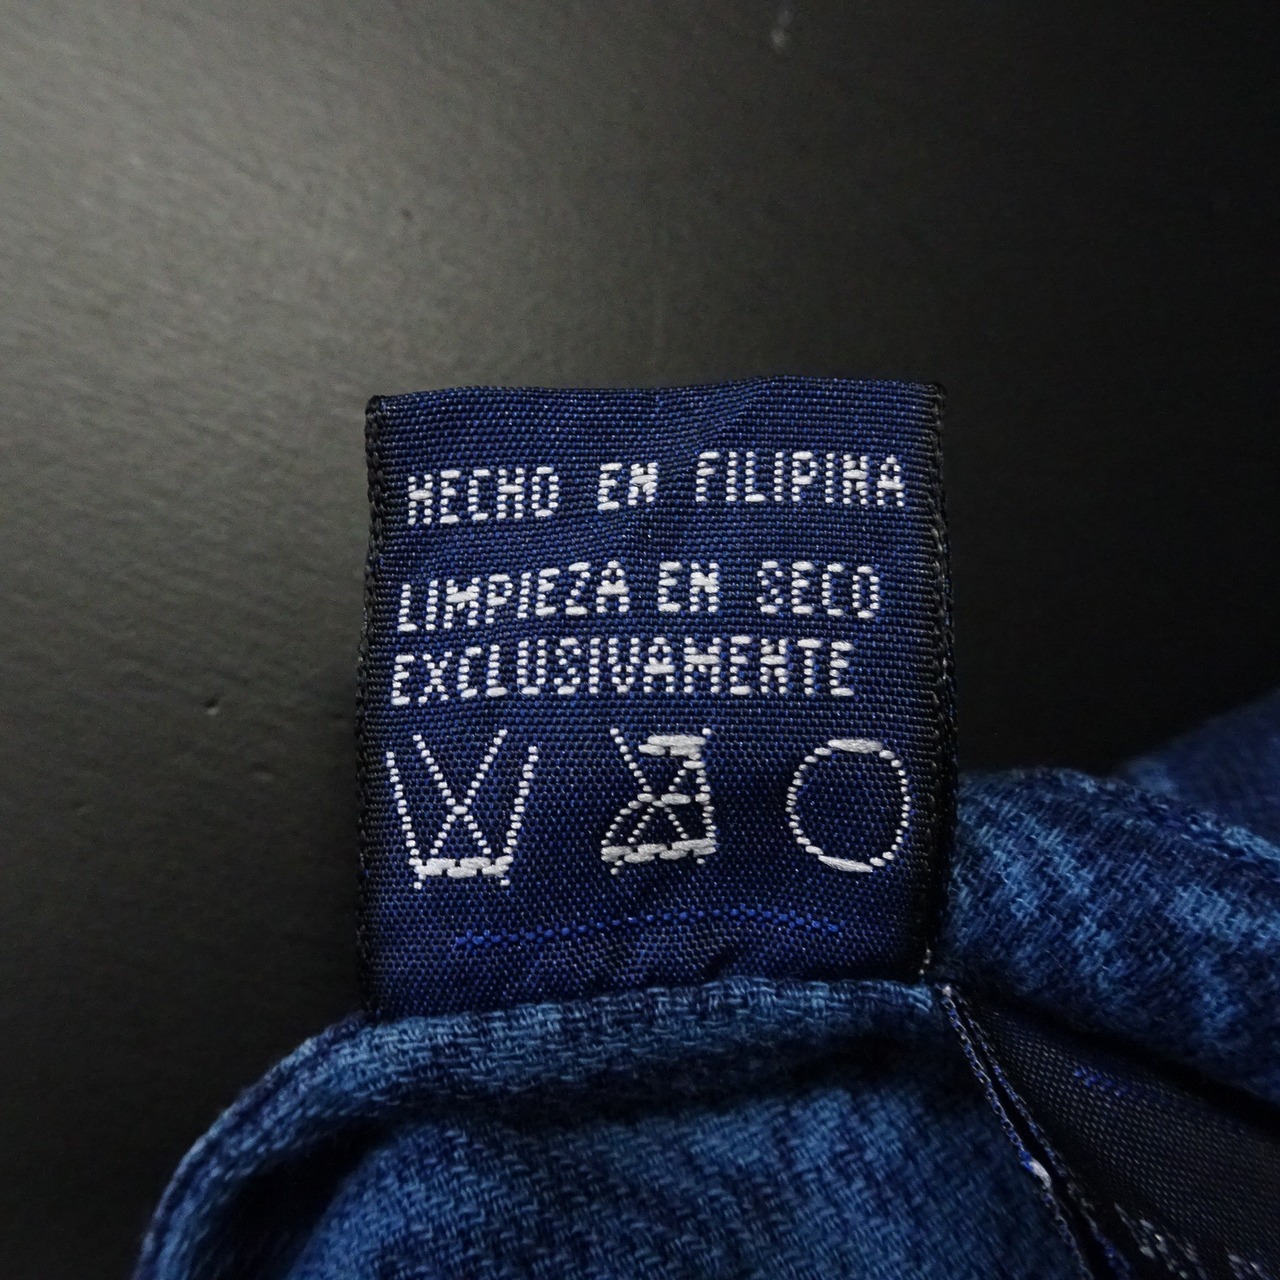 HECHO EN FILIPINA
LIMPIEZA EN SECO
EXCLUSIVAMENTE